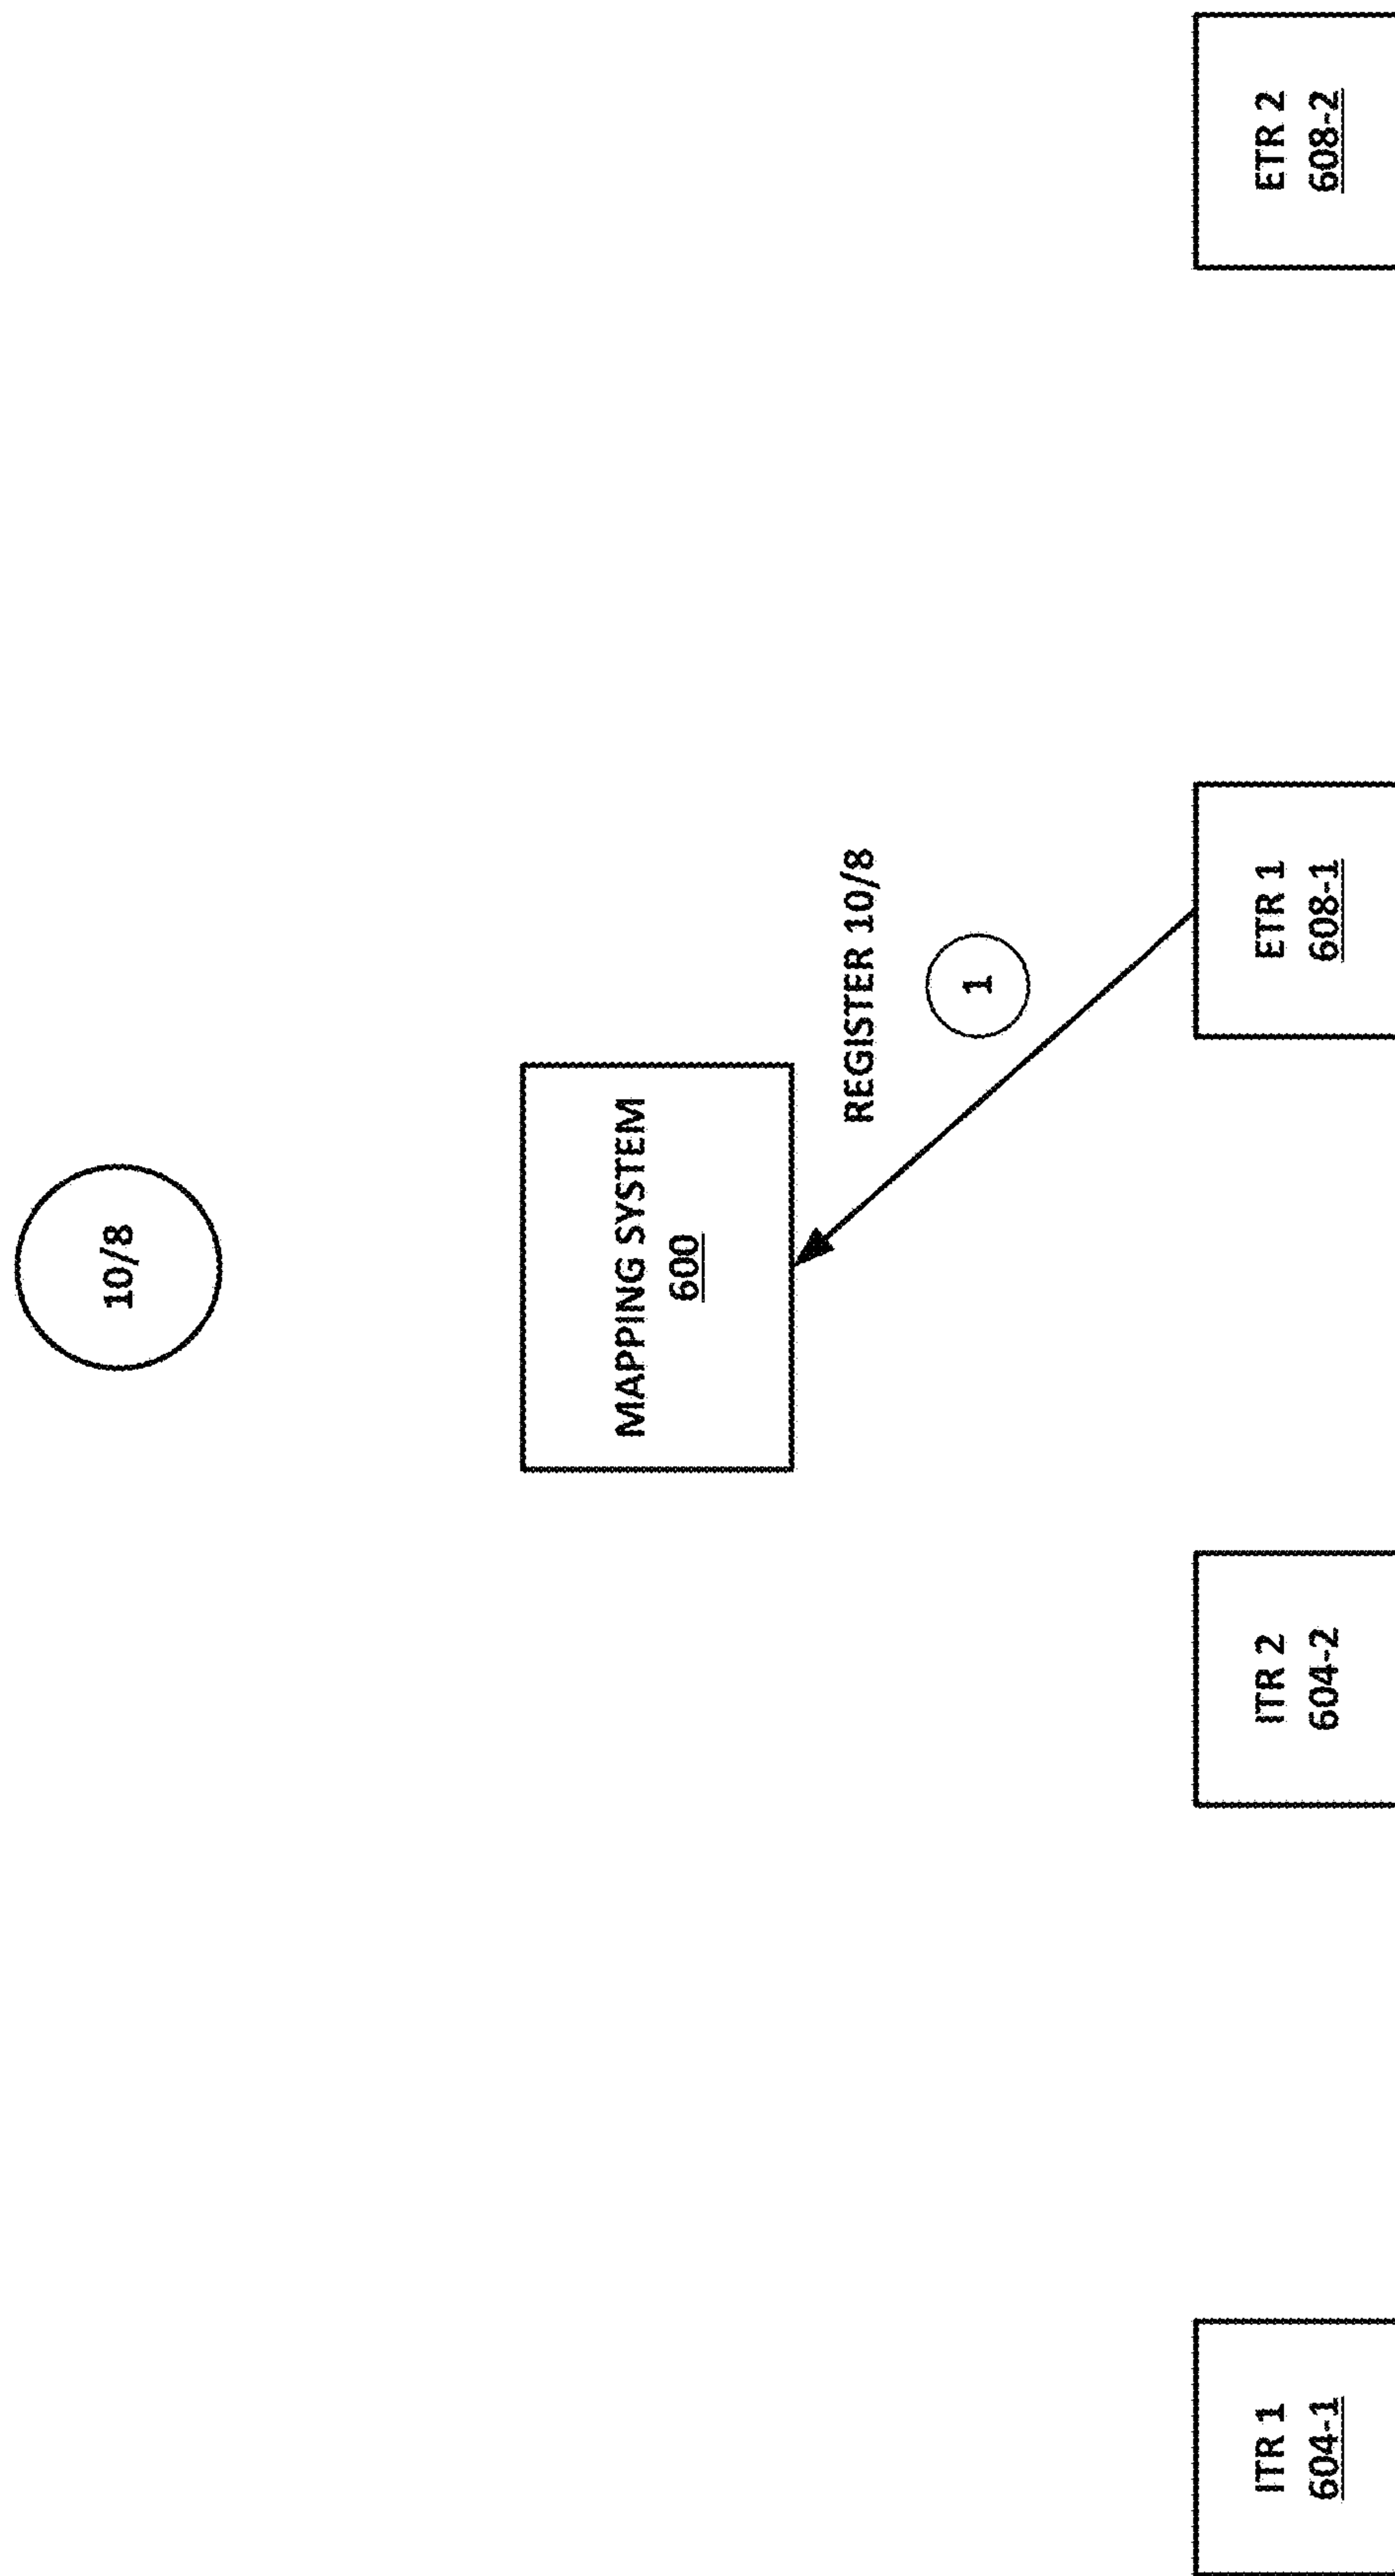 10/8
MAPPING SYSTEM
600
REGISTER 10/8
1
ITR 1
604-1
ITR 2
604-2
ETR 1
608-1
ETR 2
608-2